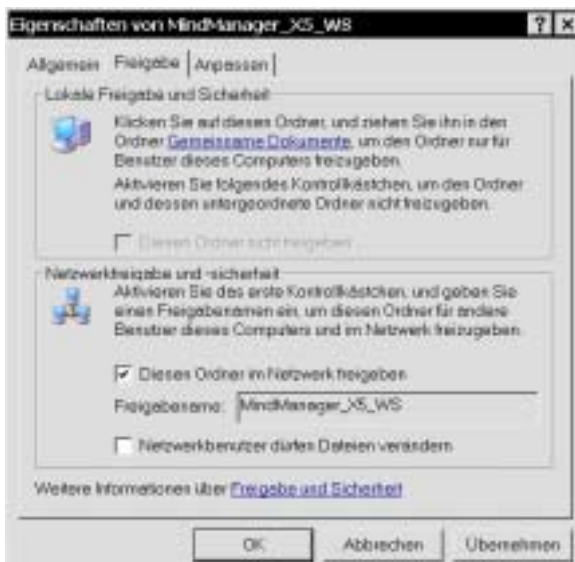 Eigenschaften von MindManager_X5_WS
Allgemein Freigabe Anpassen
Lokale Freigabe und Sicherheit
Klicken Sie auf diesen Ordner, und ziehen Sie ihn in den
Ordner Gemeinsame Dokumente, um den Ordner nur für
Benutzer dieses Computers freizugeben.
Aktivieren Sie folgendes Kontrollkästchen, um den Ordner
und dessen untergeordnete Ordner nicht freizugeben.
Diesen Ordner nicht freigeben
Netzwerkfreigabe und -sicherheit
Aktivieren Sie das erste Kontrollkästchen, und geben Sie
einen Freigabenamen ein, um diesen Ordner für andere
Benutzer dieses Computers und im Netzwerk freizugeben.
Diesen Ordner im Netzwerk freigeben
Freigabename: MindManager_X5_WS
Netzwerkbenutzer dürfen Dateien verändern
Weitere Informationen über Freigabe und Sicherheit
OK Abbrechen Übernehmen